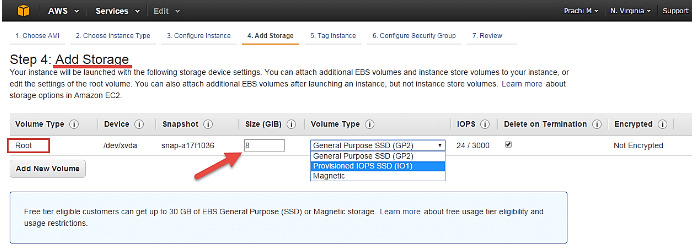 AWS Services Edit Prachi M N. Virginia Support
1. Choose AMI 2. Choose Instance Type 3. Configure Instance 4. Add Storage 5. Tag Instance 6. Configure Security Group 7. Review
Step 4: Add Storage
Your instance will be launched with the following storage device settings. You can attach additional EBS volumes and instance store volumes to your instance, or
edit the settings of the root volume. You can also attach additional EBS volumes after launching an instance, but not instance store volumes. Learn more about
storage options in Amazon EC2.
Volume Type Device Snapshot Size (GIB) Volume Type IOPS Delete on Termination Encrypted
Root /dev/xvda snap-a17f1036 8 General Purpose SSD (GP2) 24 / 3000 Not Encrypted
General Purpose SSD (GP2)
Provisioned IOPS SSD (IO1)
Magnetic
Add New Volume
Free tier eligible customers can get up to 30 GB of EBS General Purpose (SSD) or Magnetic storage. Learn more about free usage tier eligibility and
usage restrictions.